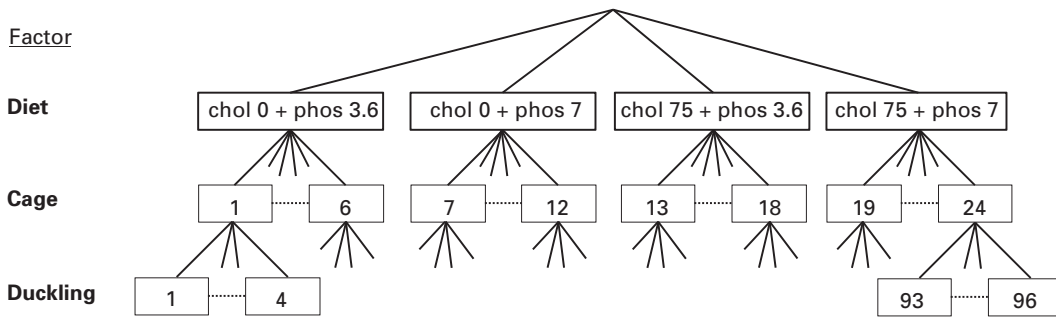 Factor
Diet
chol 0 + phos 3.6
chol 0 + phos 7
chol 75 + phos 3.6
chol 75 + phos 7
Cage
1
6
7
12
13
18
19
24
Duckling
1
4
93
96